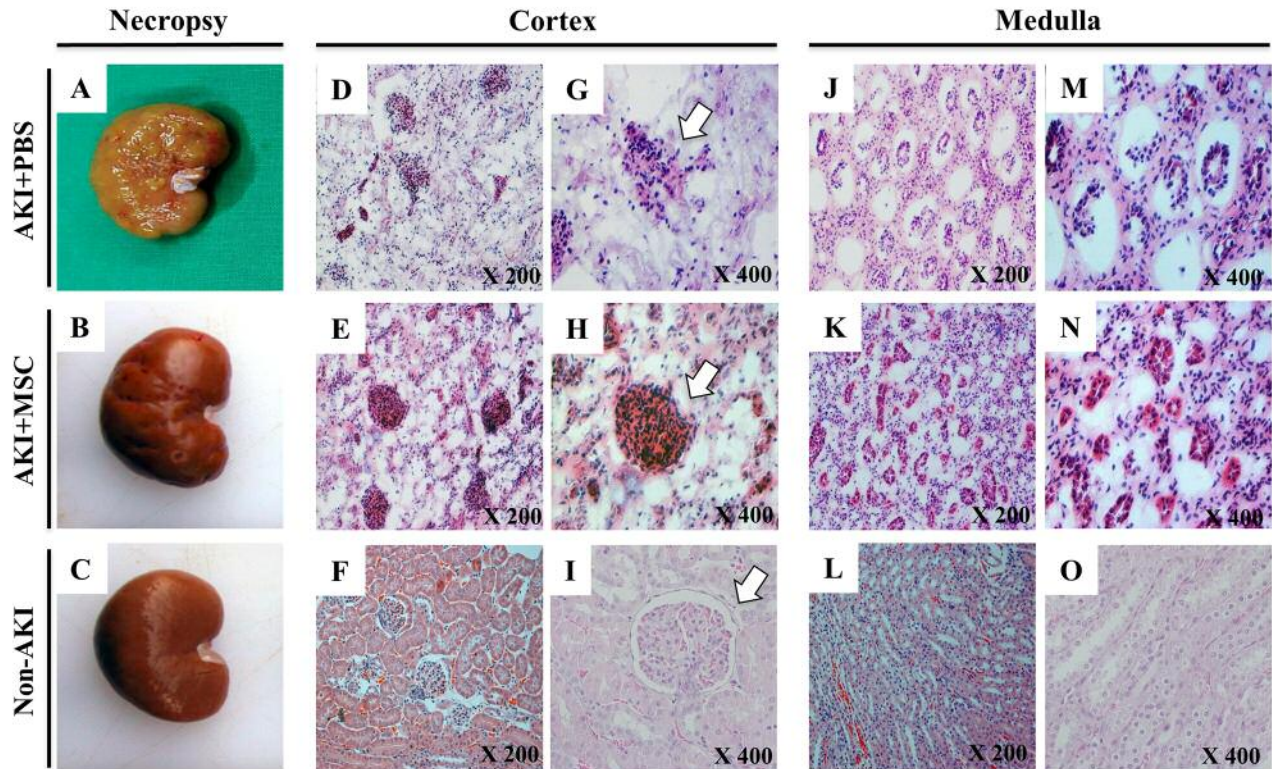 Necropsy Cortex Medulla
AKI+PBS
A D G J M
X 200 X 400 X 200 X 400
AKI+MSC
B E H K N
X 200 X 400 X 200 X 400
Non-AKI
C F I L O
X 200 X 400 X 200 X 400